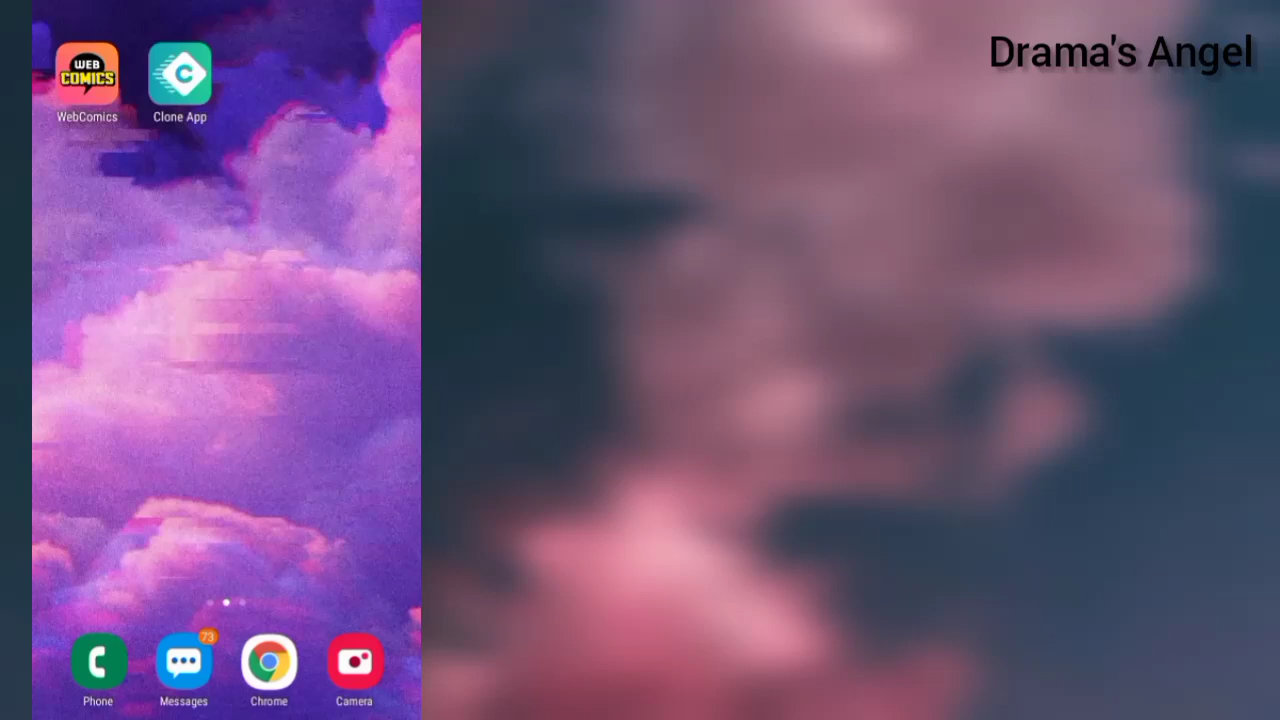 Drama's Angel
WEB
COMICS
C
WebComics
Clone App
73
Phone
Messages
Chrome
Camera